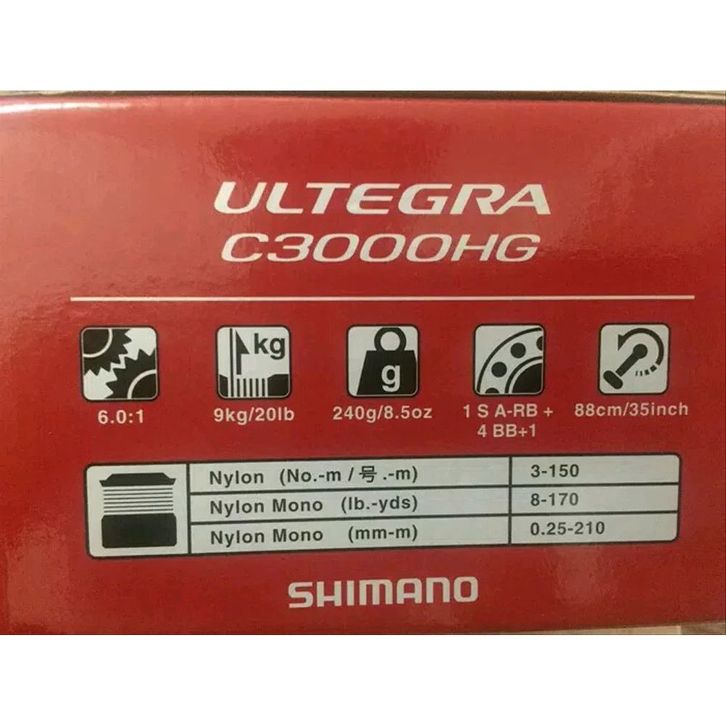 ULTEGRA
C3000HG
kg
g
6.0:1
9kg/20lb
240g/8.5oz
1 S A-RB +
4 BB+1
88cm/35inch
Nylon (No.-m/号.-m) 3-150
Nylon Mono (lb.-yds) 8-170
Nylon Mono (mm-m) 0.25-210
SHIMANO